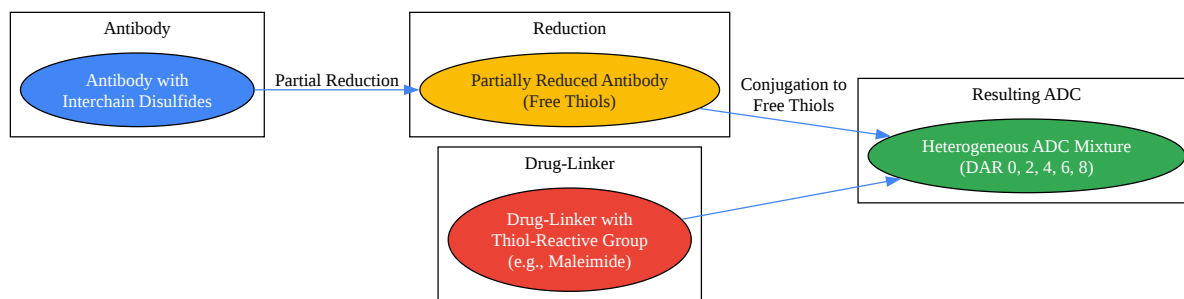 Antibody
Antibody with
Interchain Disulfides
Partial Reduction
Reduction
Partially Reduced Antibody
(Free Thiols)
Conjugation to
Free Thiols
Drug-Linker
Drug-Linker with
Thiol-Reactive Group
(e.g., Maleimide)
Resulting ADC
Heterogeneous ADC Mixture
(DAR 0, 2, 4, 6, 8)